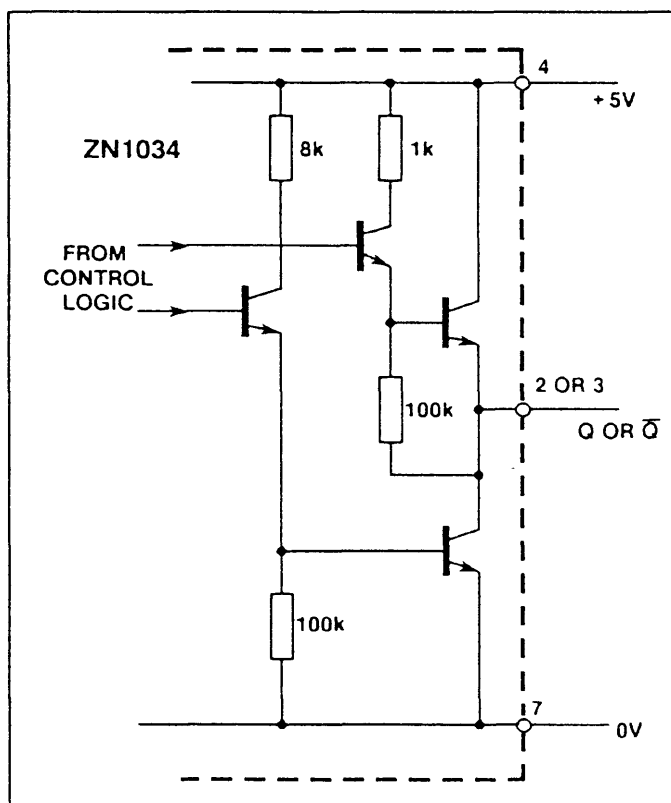 4
+5V
ZN1034
8k
1k
FROM
CONTROL
LOGIC
2 OR 3
100k
Q OR Q̅
100k
7
0V